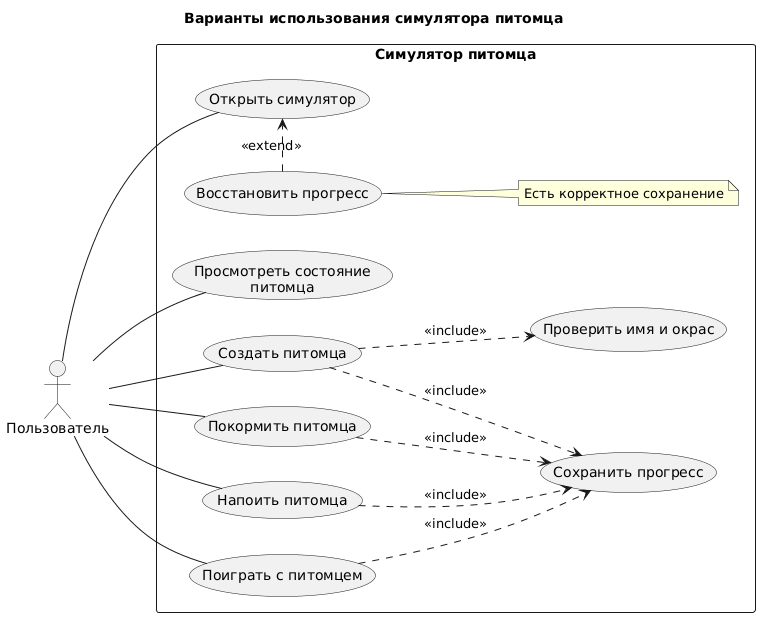 Варианты использования симулятора питомца
Симулятор питомца
Открыть симулятор
«extend»
Восстановить прогресс
Есть корректное сохранение
Просмотреть состояние
питомца
«include»
Проверить имя и окрас
Создать питомца
«include»
Пользователь
Покормить питомца
«include»
Сохранить прогресс
Напоить питомца
«include»
«include»
Поиграть с питомцем